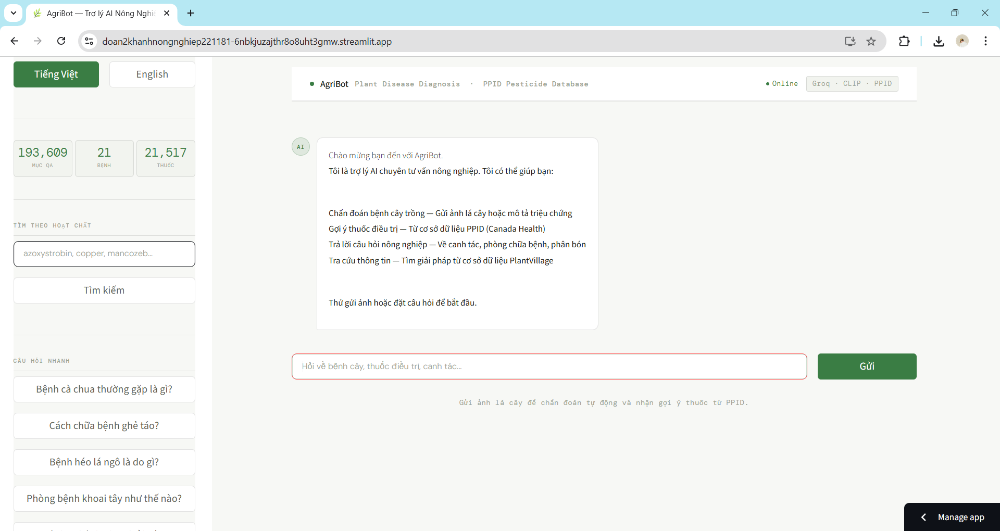 AgriBot — Trợ lý AI Nông Nghiệ
doan2khanhnongnghiep221181-6nbkjuzajthr8o8uht3gmw.streamlit.app
Tiếng Việt
English
193,609
MỤC QA
21
BỆNH
21,517
THUỐC
TÌM THEO HOẠT CHẤT
azoxystrobin, copper, mancozeb...
Tìm kiếm
CÂU HỎI NHANH
Bệnh cà chua thường gặp là gì?
Cách chữa bệnh ghẻ táo?
Bệnh héo lá ngô là do gì?
Phòng bệnh khoai tây như thế nào?
AgriBot Plant Disease Diagnosis · PPID Pesticide Database
Online
Groq · CLIP · PPID
AI
Chào mừng bạn đến với AgriBot.
Tôi là trợ lý AI chuyên tư vấn nông nghiệp. Tôi có thể giúp bạn:
Chẩn đoán bệnh cây trồng — Gửi ảnh lá cây hoặc mô tả triệu chứng
Gợi ý thuốc điều trị — Từ cơ sở dữ liệu PPID (Canada Health)
Trả lời câu hỏi nông nghiệp — Về canh tác, phòng chữa bệnh, phân bón
Tra cứu thông tin — Tìm giải pháp từ cơ sở dữ liệu PlantVillage
Thử gửi ảnh hoặc đặt câu hỏi để bắt đầu.
Hỏi về bệnh cây, thuốc điều trị, canh tác...
Gửi
Gửi ảnh lá cây để chẩn đoán tự động và nhận gợi ý thuốc từ PPID.
Manage app